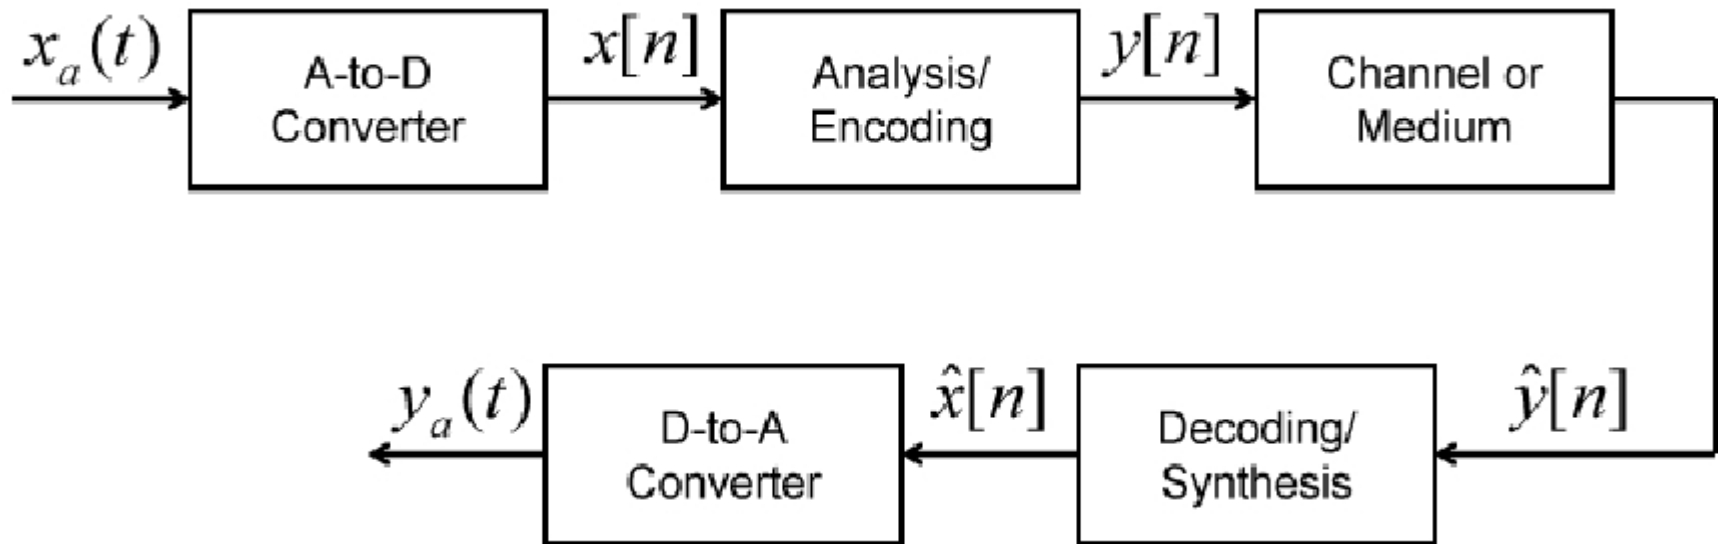 x_a(t)
A-to-D
Converter
x[n]
Analysis/
Encoding
y[n]
Channel or
Medium
ŷ[n]
Decoding/
Synthesis
x̂[n]
D-to-A
Converter
y_a(t)